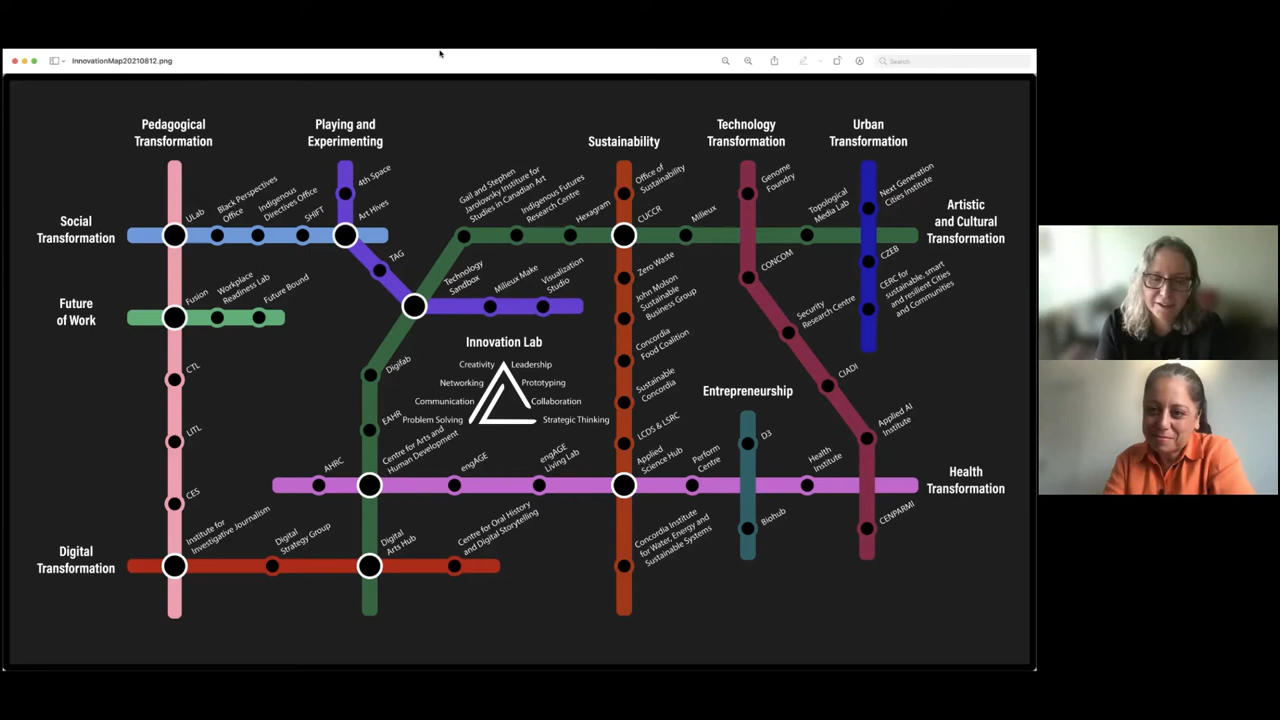 InnovationMap20210812.png
Search
Pedagogical
Transformation
Playing and
Experimenting
Sustainability
Technology
Transformation
Urban
Transformation
Social
Transformation
ULab
Black Perspectives
Office
Indigenous
Directives Office
SHIFT
Art Hives
4th Space
TAG
Gail and Stephen
Jarolowsky Institute for
Studies in Canadian Art
Indigenous Futures
Research Centre
Hexagram
Office of
Sustainability
CUCCR
Milieux
Genome
Foundry
Topological
Media Lab
Next Generation
Cities Institute
Artistic
and Cultural
Transformation
CZEB
CERC for
sustainable, smart
and resilient Cities
and Communities
Future
of Work
Fusion
Workplace
Readiness Lab
Future Bound
Technology
Sandbox
Milieux Make
Visualization
Studio
Zero Waste
John Molson
Sustainable
Business Group
CONCOM
Security
Research Centre
CTL
Digifab
Innovation Lab
Creativity
Leadership
Networking
Prototyping
Communication
Collaboration
Problem Solving
Strategic Thinking
Concordia
Food Coalition
Sustainable
Concordia
CIADI
Entrepreneurship
LITL
EAHR
LCDS & LSRC
D3
Applied AI
Institute
CES
AHRC
Centre for Arts and
Human Development
engAGE
engAGE
Living Lab
Applied
Science Hub
Perform
Centre
Health
Institute
Health
Transformation
Digital
Transformation
Institute for
Investigative Journalism
Digital
Strategy Group
Digital
Arts Hub
Centre for Oral History
and Digital Storytelling
Concordia Institute
for Water, Energy and
Sustainable Systems
Biohub
CENPARMI